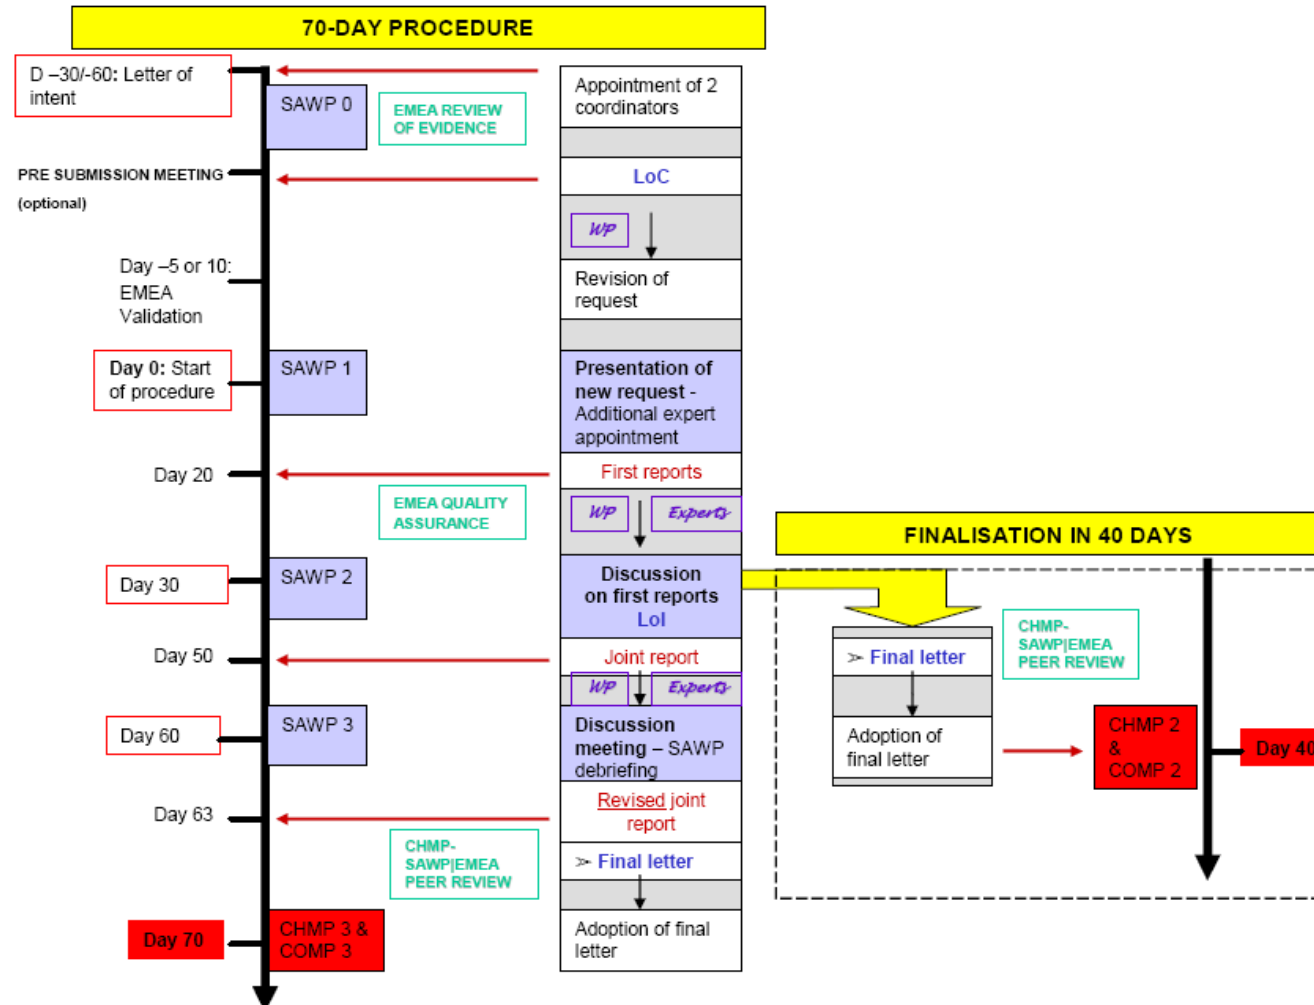 70-DAY PROCEDURE
D –30/-60: Letter of
intent
SAWP 0
EMEA REVIEW
OF EVIDENCE
Appointment of 2
coordinators
PRE SUBMISSION MEETING
(optional)
LoC
WP
Day –5 or 10:
EMEA
Validation
Revision of
request
Day 0: Start
of procedure
SAWP 1
Presentation of
new request -
Additional expert
appointment
Day 20
First reports
EMEA QUALITY
ASSURANCE
WP
Experts
Day 30
SAWP 2
Discussion
on first reports
LoI
Day 50
Joint report
WP
Experts
Day 60
SAWP 3
Discussion
meeting – SAWP
debriefing
Day 63
Revised joint
report
CHMP-
SAWP|EMEA
PEER REVIEW
➢ Final letter
Day 70
CHMP 3 &
COMP 3
Adoption of final
letter
FINALISATION IN 40 DAYS
CHMP-
SAWP|EMEA
PEER REVIEW
➢ Final letter
Adoption of
final letter
CHMP 2
&
COMP 2
Day 40